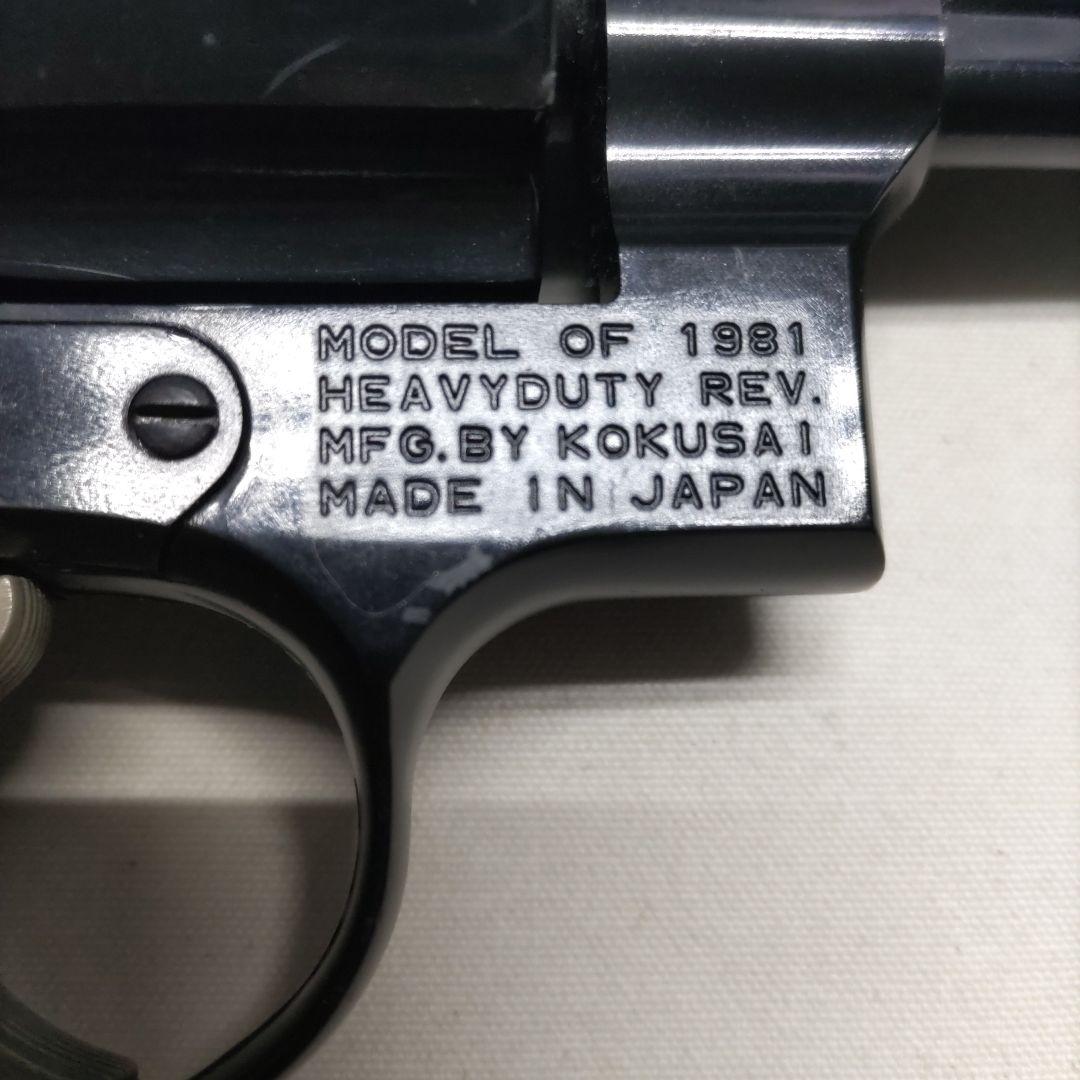 MODEL OF 1981
HEAVYDUTY REV.
MFG.BY KOKUSAI
MADE IN JAPAN